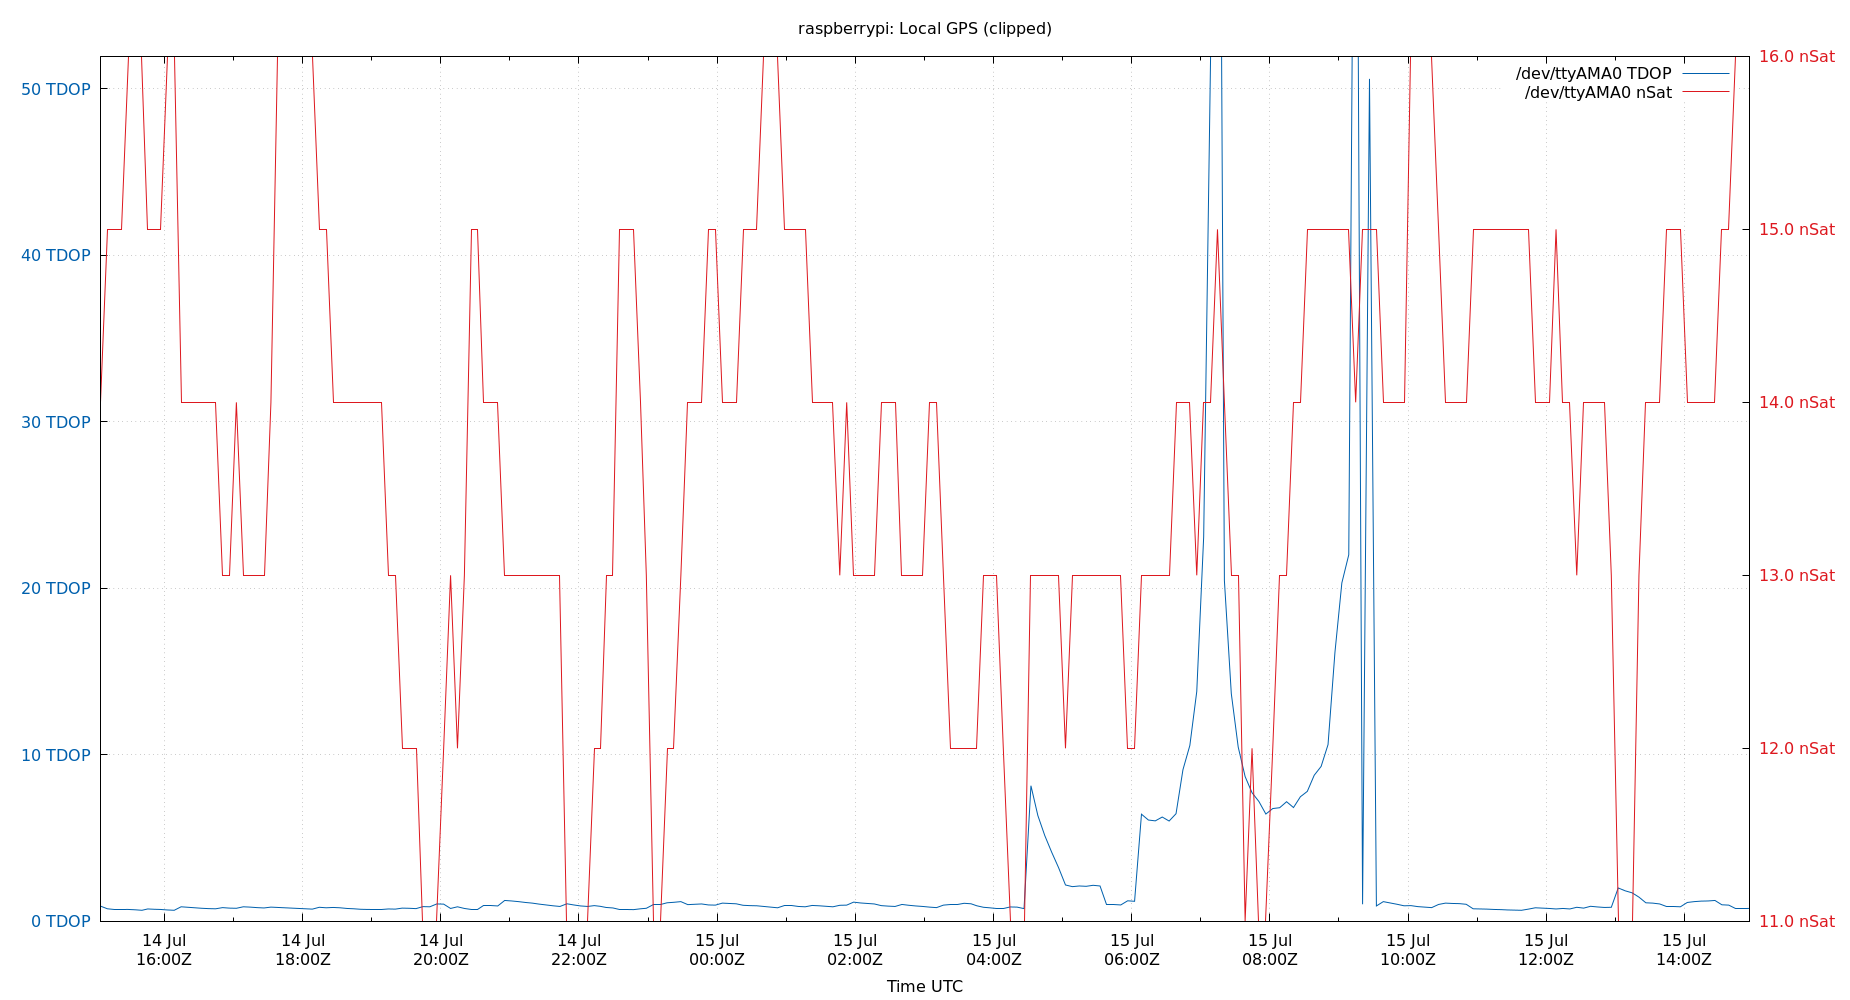 raspberrypi: Local GPS (clipped)
/dev/ttyAMA0 TDOP
/dev/ttyAMA0 nSat
50 TDOP
40 TDOP
30 TDOP
20 TDOP
10 TDOP
0 TDOP
16.0 nSat
15.0 nSat
14.0 nSat
13.0 nSat
12.0 nSat
11.0 nSat
14 Jul
16:00Z
14 Jul
18:00Z
14 Jul
20:00Z
14 Jul
22:00Z
15 Jul
00:00Z
15 Jul
02:00Z
15 Jul
04:00Z
15 Jul
06:00Z
15 Jul
08:00Z
15 Jul
10:00Z
15 Jul
12:00Z
15 Jul
14:00Z
Time UTC